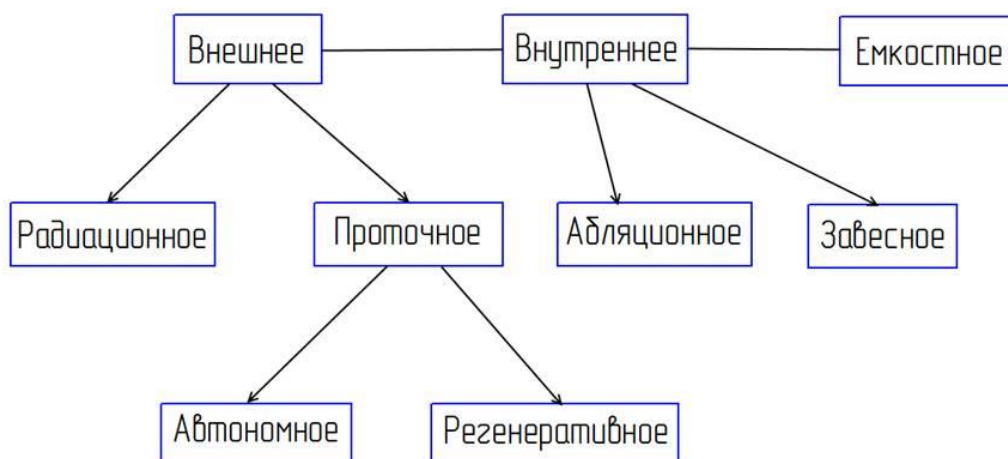 Внешнее
Внутреннее
Емкостное
Радиационное
Проточное
Абляционное
Завесное
Автономное
Регенеративное